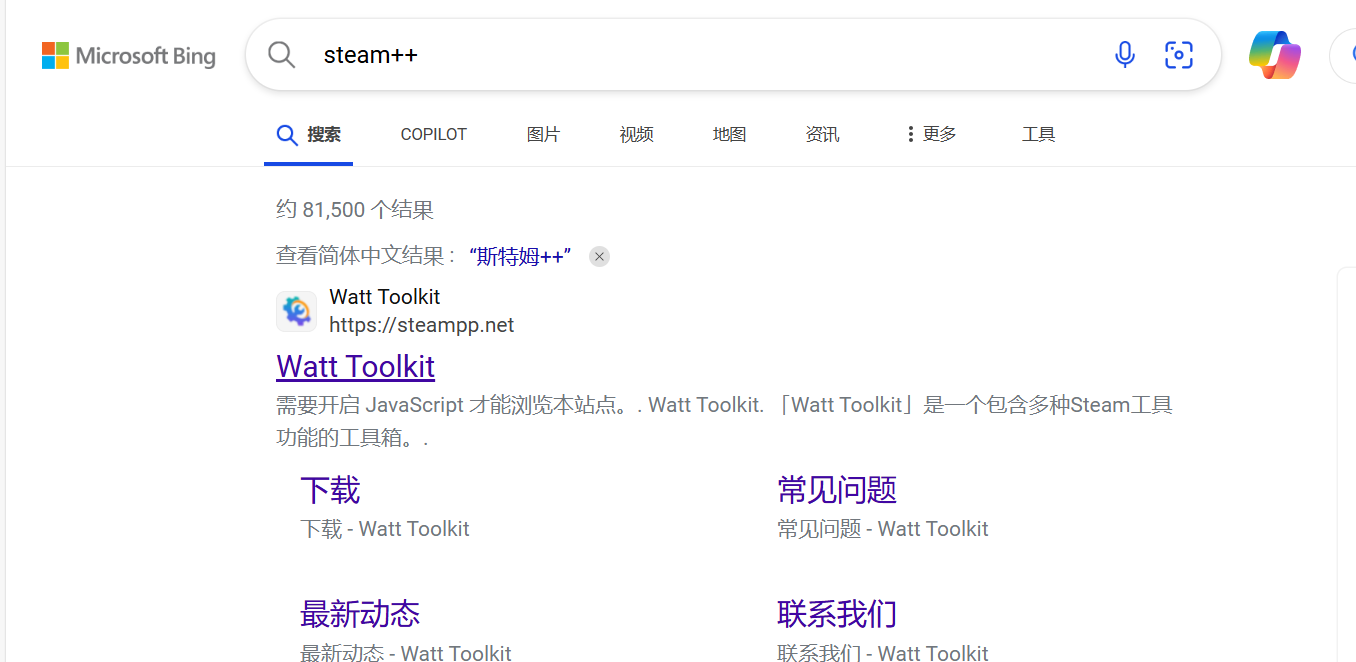 Microsoft Bing
steam++
搜索 COPILOT 图片 视频 地图 资讯 更多 工具
约 81,500 个结果
查看简体中文结果： “斯特姆++”
Watt Toolkit
https://steampp.net
Watt Toolkit
需要开启 JavaScript 才能浏览本站点。. Watt Toolkit. 「Watt Toolkit」是一个包含多种Steam工具
功能的工具箱。.
下载 常见问题
下载 - Watt Toolkit 常见问题 - Watt Toolkit
最新动态 联系我们
最新动态 - Watt Toolkit 联系我们 - Watt Toolkit